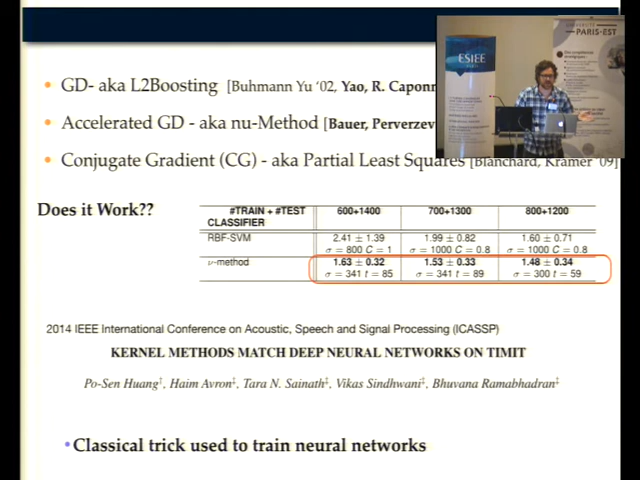 • GD- aka L2Boosting [Buhmann Yu '02, Yao, R. Caponn
• Accelerated GD - aka nu-Method [Bauer, Perverzev
• Conjugate Gradient (CG) - aka Partial Least Squares [Blanchard, Kramer '09]
ESIEE
PARIS
UNIVERSITÉ
PARIS-EST
Does it Work??
#TRAIN + #TEST 600+1400 700+1300 800+1200
CLASSIFIER
RBF-SVM 2.41 ± 1.39 1.99 ± 0.82 1.60 ± 0.71
σ = 800 C = 1 σ = 1000 C = 0.8 σ = 1000 C = 0.8
ν-method 1.63 ± 0.32 1.53 ± 0.33 1.48 ± 0.34
σ = 341 t = 85 σ = 341 t = 89 σ = 300 t = 59
2014 IEEE International Conference on Acoustic, Speech and Signal Processing (ICASSP)
KERNEL METHODS MATCH DEEP NEURAL NETWORKS ON TIMIT
Po-Sen Huang†, Haim Avron‡, Tara N. Sainath‡, Vikas Sindhwani‡, Bhuvana Ramabhadran‡
• Classical trick used to train neural networks